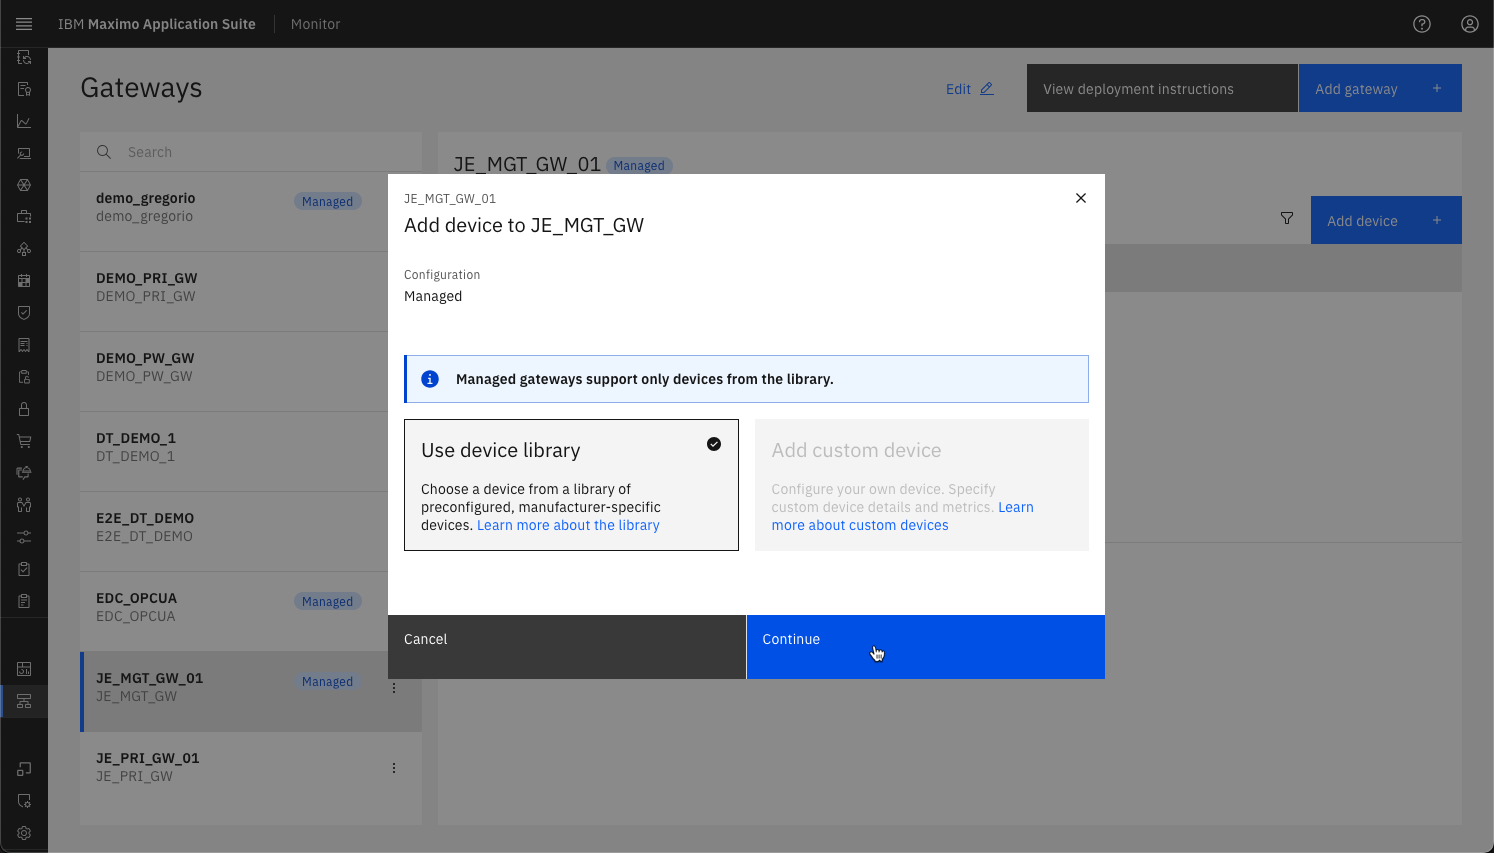 IBM Maximo Application Suite
Monitor
Gateways
Edit
View deployment instructions
Add gateway +
Search
demo_gregorio
Managed
demo_gregorio
DEMO_PRI_GW
DEMO_PRI_GW
DEMO_PW_GW
DEMO_PW_GW
DT_DEMO_1
DT_DEMO_1
E2E_DT_DEMO
E2E_DT_DEMO
EDC_OPCUA
Managed
EDC_OPCUA
JE_MGT_GW_01
Managed
JE_MGT_GW
JE_PRI_GW_01
JE_PRI_GW
JE_MGT_GW_01 Managed
Add device +
JE_MGT_GW_01
Add device to JE_MGT_GW
Configuration
Managed
Managed gateways support only devices from the library.
Use device library
Choose a device from a library of
preconfigured, manufacturer-specific
devices. Learn more about the library
Add custom device
Configure your own device. Specify
custom device details and metrics. Learn
more about custom devices
Cancel
Continue